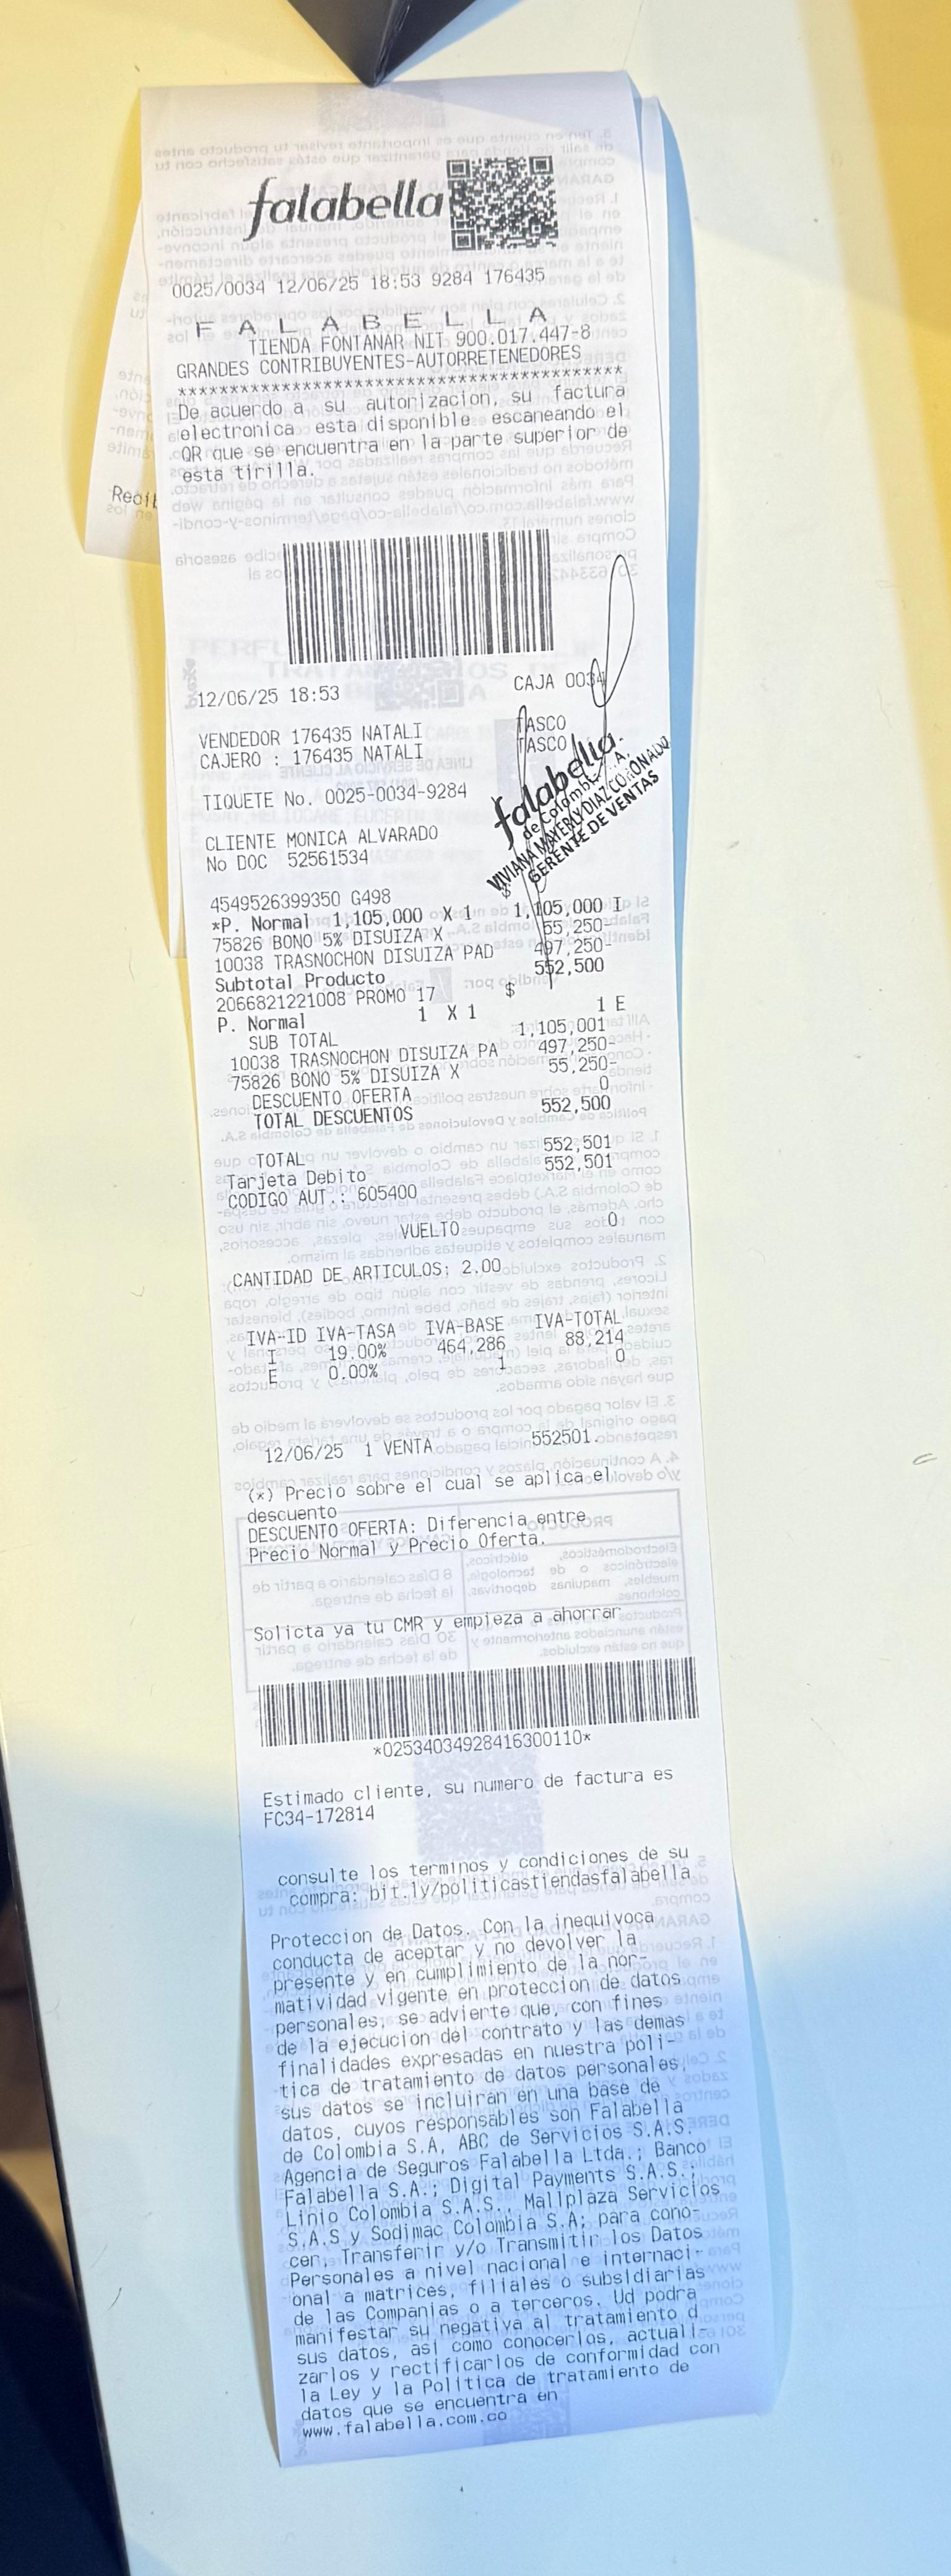 falabella
0025/0034 12/06/25 18:53 9284 176435
F A L A B E L L A
TIENDA FONTANAR NIT 900.017.447-8
GRANDES CONTRIBUYENTES-AUTORRETENEDORES
*******************************************
De acuerdo a su autorizacion, su factura
electronica esta disponible escaneando el
QR que se encuentra en la parte superior de
esta tirilla.
12/06/25 18:53 CAJA 0034
VENDEDOR 176435 NATALI TASCO
CAJERO : 176435 NATALI TASCO
falabella.
de Colombia S.A.
VIVIANA MAYERLY DIAZ CORONADO
GERENTE DE VENTAS
TIQUETE No. 0025-0034-9284
CLIENTE MONICA ALVARADO
No DOC 52561534
4549526399350 G498 $
*P. Normal 1,105,000 X 1 1,105,000 I
75826 BONO 5% DISUIZA X 55,250-
10038 TRASNOCHON DISUIZA PAD 497,250-
Subtotal Producto 552,500
2066821221008 PROMO 17 $
P. Normal 1 X 1 1 E
SUB TOTAL 1,105,001
10038 TRASNOCHON DISUIZA PA 497,250-
75826 BONO 5% DISUIZA X 55,250-
DESCUENTO OFERTA 0
TOTAL DESCUENTOS 552,500
TOTAL 552,501
Tarjeta Debito 552,501
CODIGO AUT.: 605400
VUELTO 0
CANTIDAD DE ARTICULOS: 2.00
IVA-ID IVA-TASA IVA-BASE IVA-TOTAL
I 19.00% 464,286 88,214
E 0.00% 1 0
12/06/25 1 VENTA 552501.
(*) Precio sobre el cual se aplica el
descuento
DESCUENTO OFERTA: Diferencia entre
Precio Normal y Precio Oferta.
Solicta ya tu CMR y empieza a ahorrar
*02534034928416300110*
Estimado cliente, su numero de factura es
FC34-172814
consulte los terminos y condiciones de su
compra: bit.ly/politicastiendasfalabella
Proteccion de Datos. Con la inequivoca
conducta de aceptar y no devolver la
presente y en cumplimiento de la nor-
matividad vigente en proteccion de datos
personales, se advierte que, con fines
de la ejecucion del contrato y las demas
finalidades expresadas en nuestra poli-
tica de tratamiento de datos personales,
sus datos se incluiran en una base de
datos, cuyos responsables son Falabella
de Colombia S.A, ABC de Servicios S.A.S.
Agencia de Seguros Falabella Ltda.; Banco
Falabella S.A.; Digital Payments S.A.S.;
Linio Colombia S.A.S., Mallplaza Servicios
S.A.S y Sodimac Colombia S.A; para cono-
cer, Transferir y/o Transmitir los Datos
Personales a nivel nacional e internaci-
onal a matrices, filiales o subsidiarias
de las Companias o a terceros. Ud podra
manifestar su negativa al tratamiento d
sus datos, asi como conocerlos, actuali-
zarlos y rectificarlos de conformidad con
la Ley y la Politica de tratamiento de
datos que se encuentra en
www.falabella.com.co